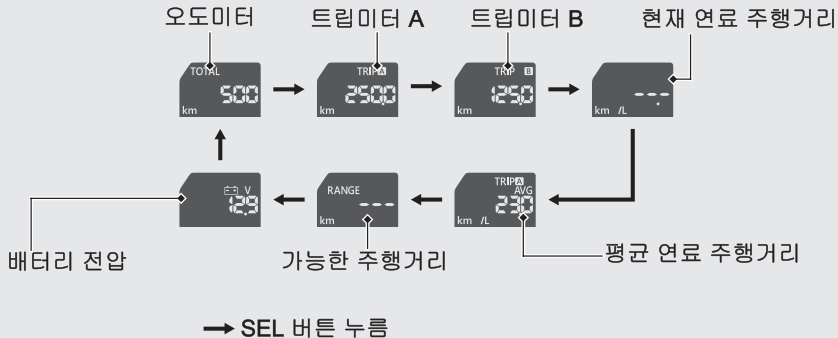 오도미터
트립미터 A
트립미터 B
현재 연료 주행거리
TOTAL
500
km
TRIP A
250.0
km
TRIP B
125.0
km
---.-
km /L
V
12.9
RANGE
---
km
TRIP A
AVG
23.0
km /L
배터리 전압
가능한 주행거리
평균 연료 주행거리
→ SEL 버튼 누름